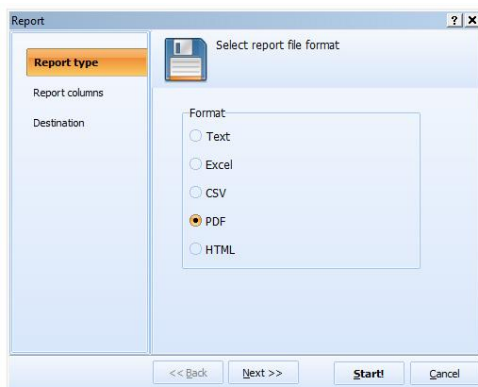 Report
Select report file format
Report type
Report columns
Destination
Format
Text
Excel
CSV
PDF
HTML
<< Back
Next >>
Start!
Cancel